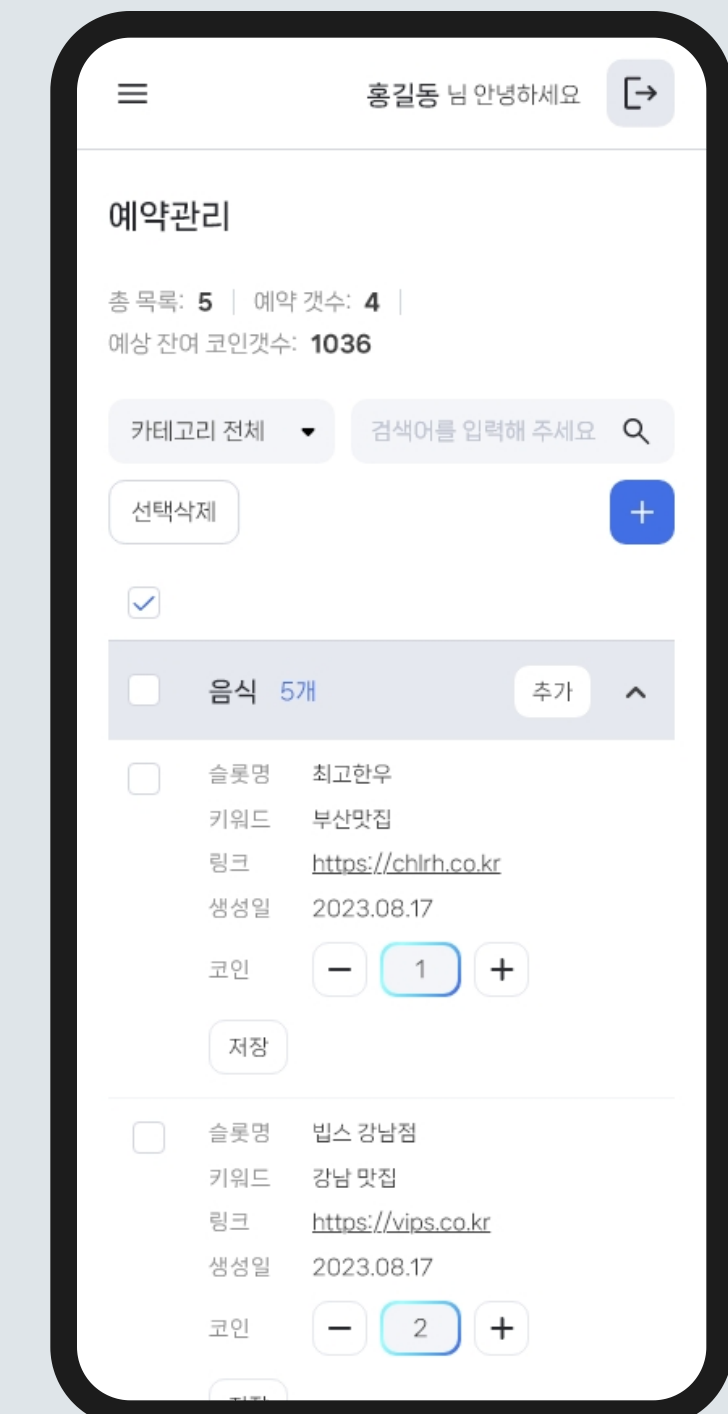 홍길동 님 안녕하세요
예약관리
총 목록: 5 예약 갯수: 4
예상 잔여 코인갯수: 1036
카테고리 전체 검색어를 입력해 주세요
선택삭제
음식 5개 추가
슬롯명 최고한우
키워드 부산맛집
링크 https://chlrh.co.kr
생성일 2023.08.17
코인 1
저장
슬롯명 빕스 강남점
키워드 강남 맛집
링크 https://vips.co.kr
생성일 2023.08.17
코인 2